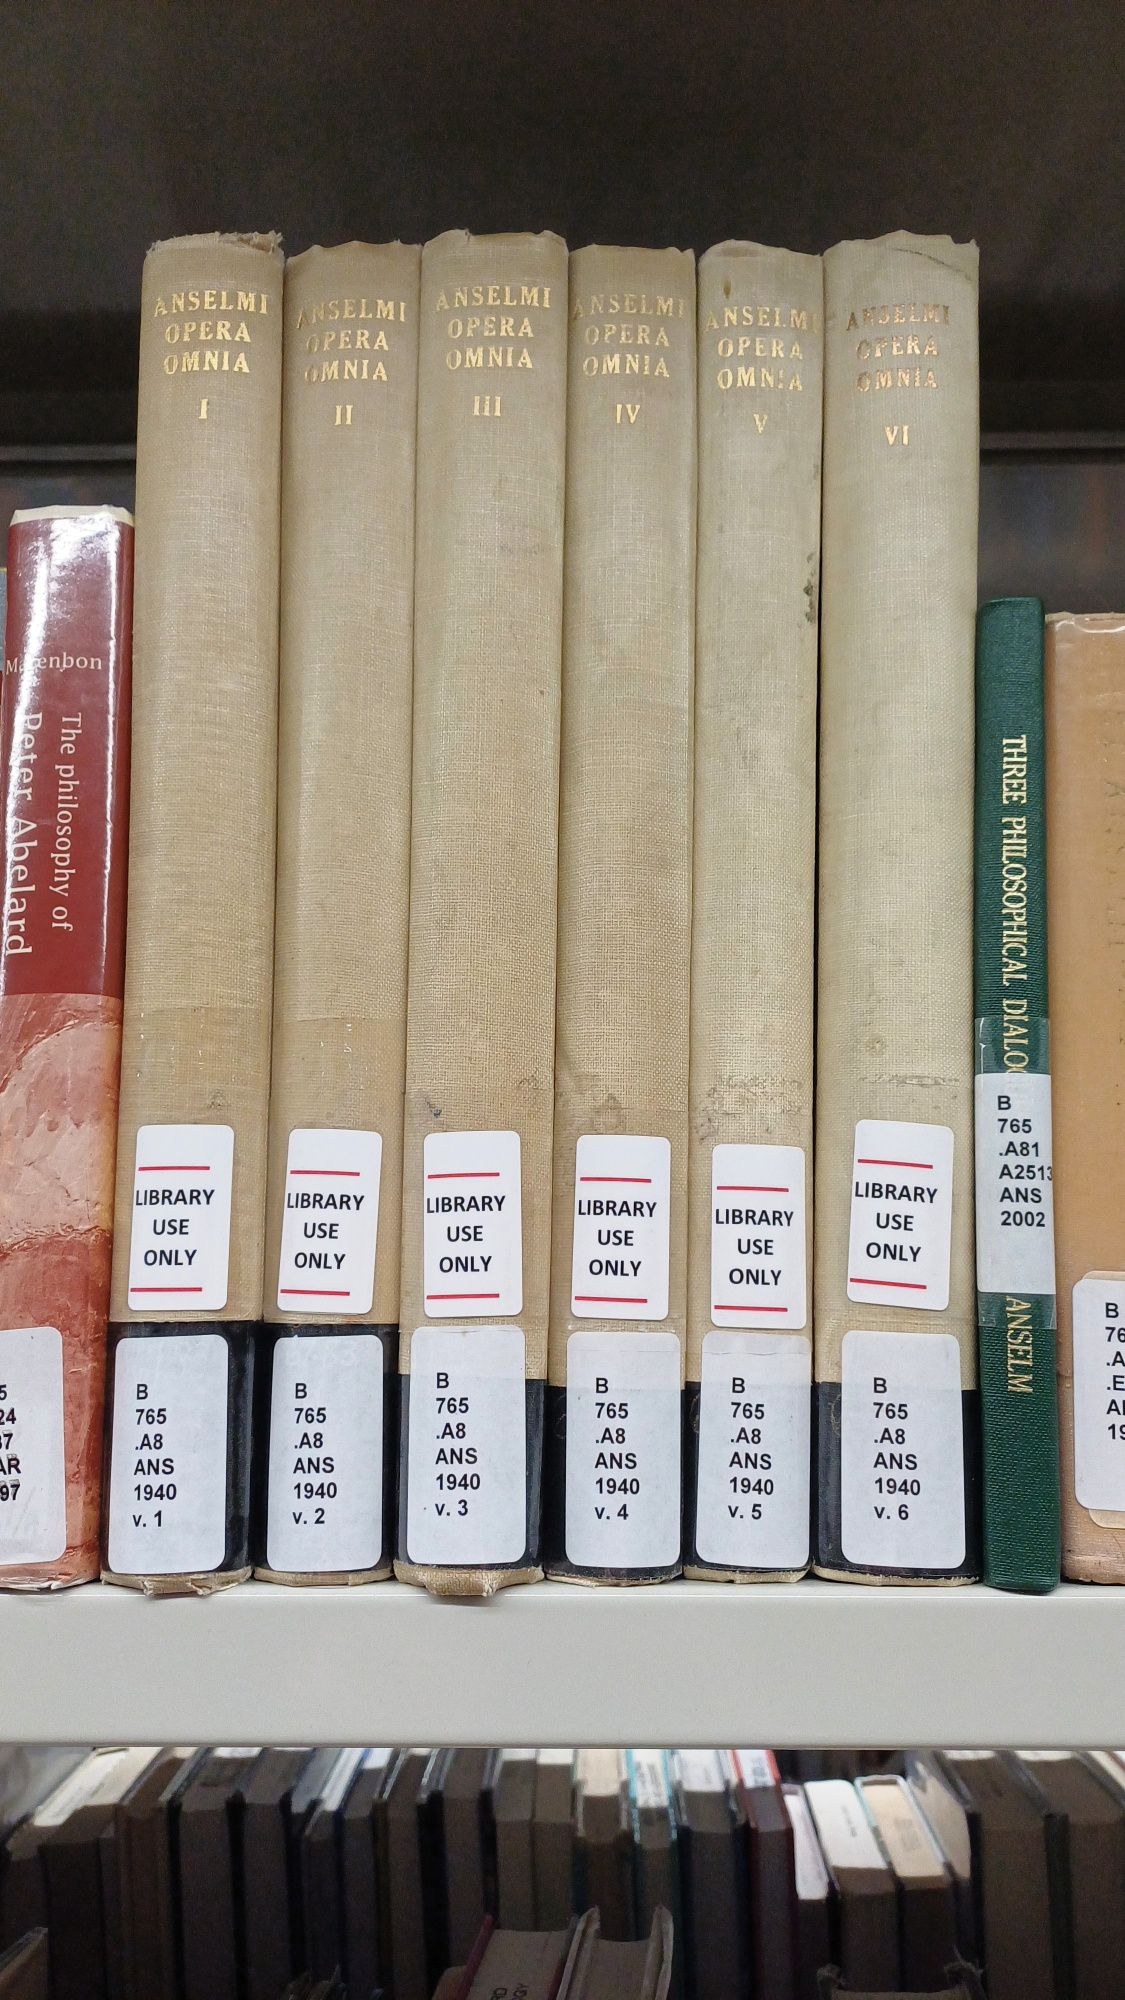 Marenbon
The philosophy of
Peter Abelard
ANSELMI
OPERA
OMNIA
I
LIBRARY
USE
ONLY
B
765
.A8
ANS
1940
v. 1
ANSELMI
OPERA
OMNIA
II
LIBRARY
USE
ONLY
B
765
.A8
ANS
1940
v. 2
ANSELMI
OPERA
OMNIA
III
LIBRARY
USE
ONLY
B
765
.A8
ANS
1940
v. 3
ANSELMI
OPERA
OMNIA
IV
LIBRARY
USE
ONLY
B
765
.A8
ANS
1940
v. 4
ANSELMI
OPERA
OMNIA
V
LIBRARY
USE
ONLY
B
765
.A8
ANS
1940
v. 5
ANSELMI
OPERA
OMNIA
VI
LIBRARY
USE
ONLY
B
765
.A8
ANS
1940
v. 6
THREE PHILOSOPHICAL DIALOG ANSELM
B
765
.A81
A2513
ANS
2002
B